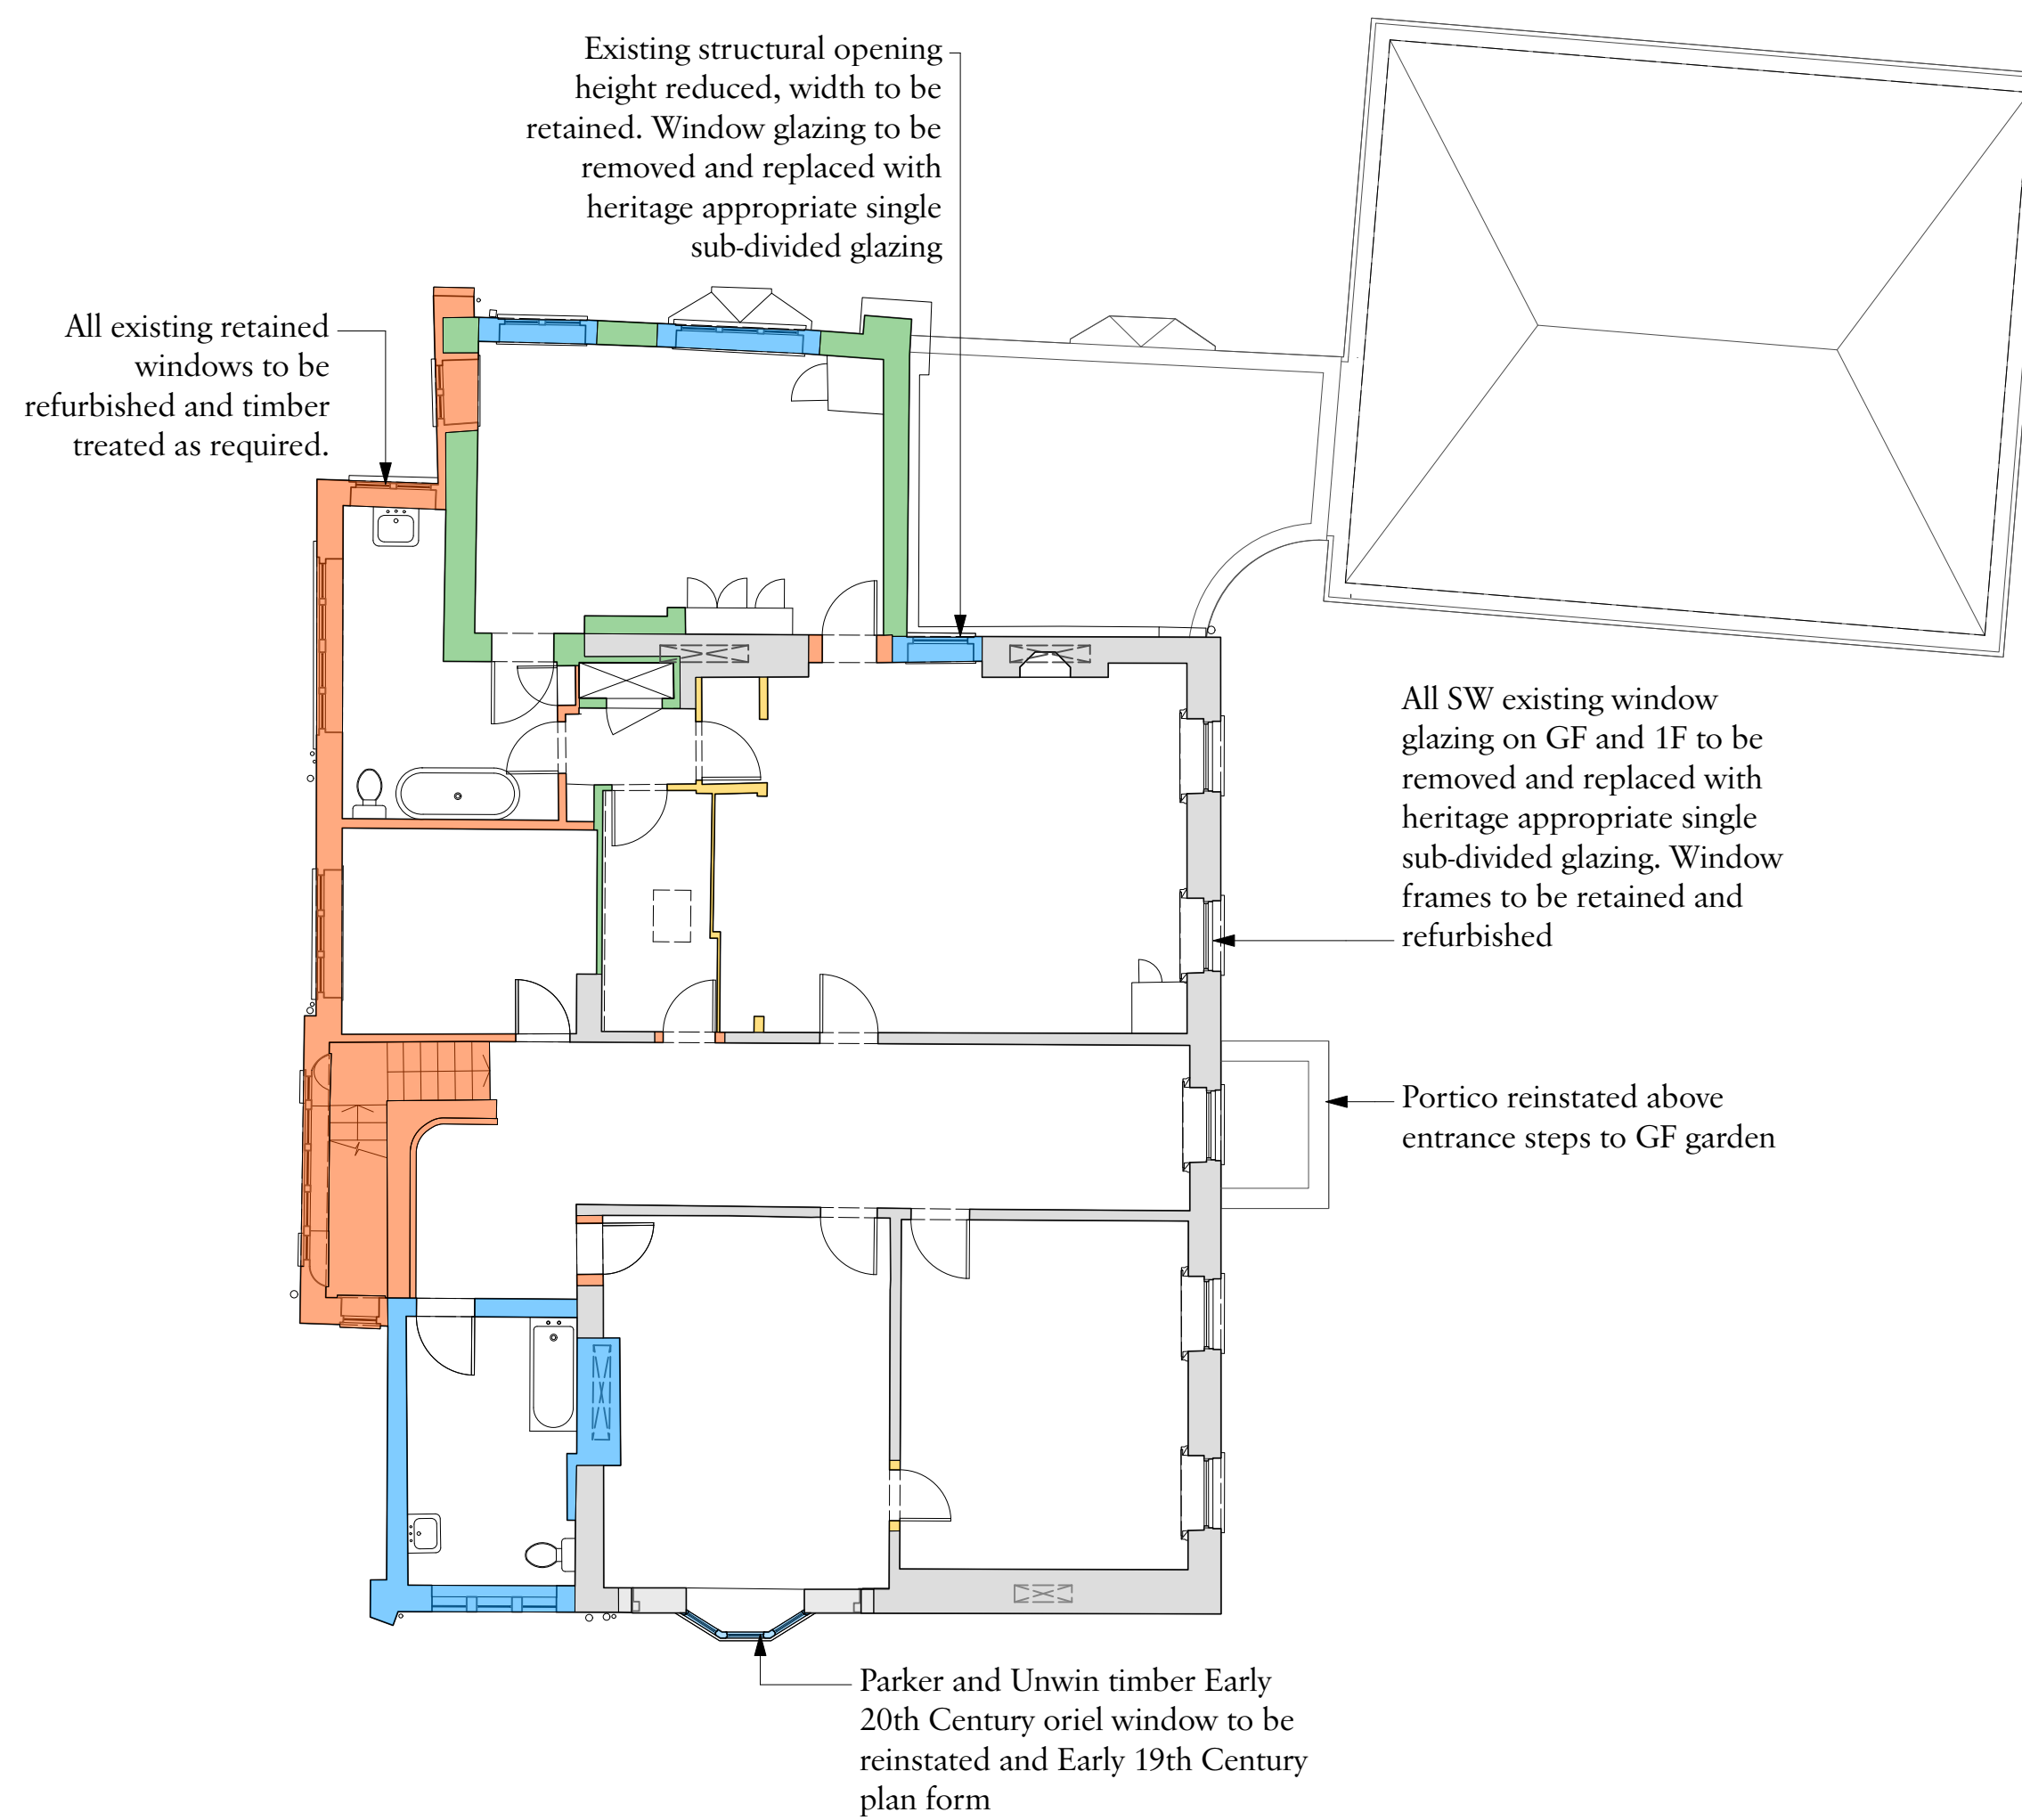 Existing structural opening
height reduced, width to be
retained. Window glazing to be
removed and replaced with
heritage appropriate single
sub-divided glazing
All existing retained
windows to be
refurbished and timber
treated as required.
All SW existing window
glazing on GF and 1F to be
removed and replaced with
heritage appropriate single
sub-divided glazing. Window
frames to be retained and
refurbished
Portico reinstated above
entrance steps to GF garden
Parker and Unwin timber Early
20th Century oriel window to be
reinstated and Early 19th Century
plan form